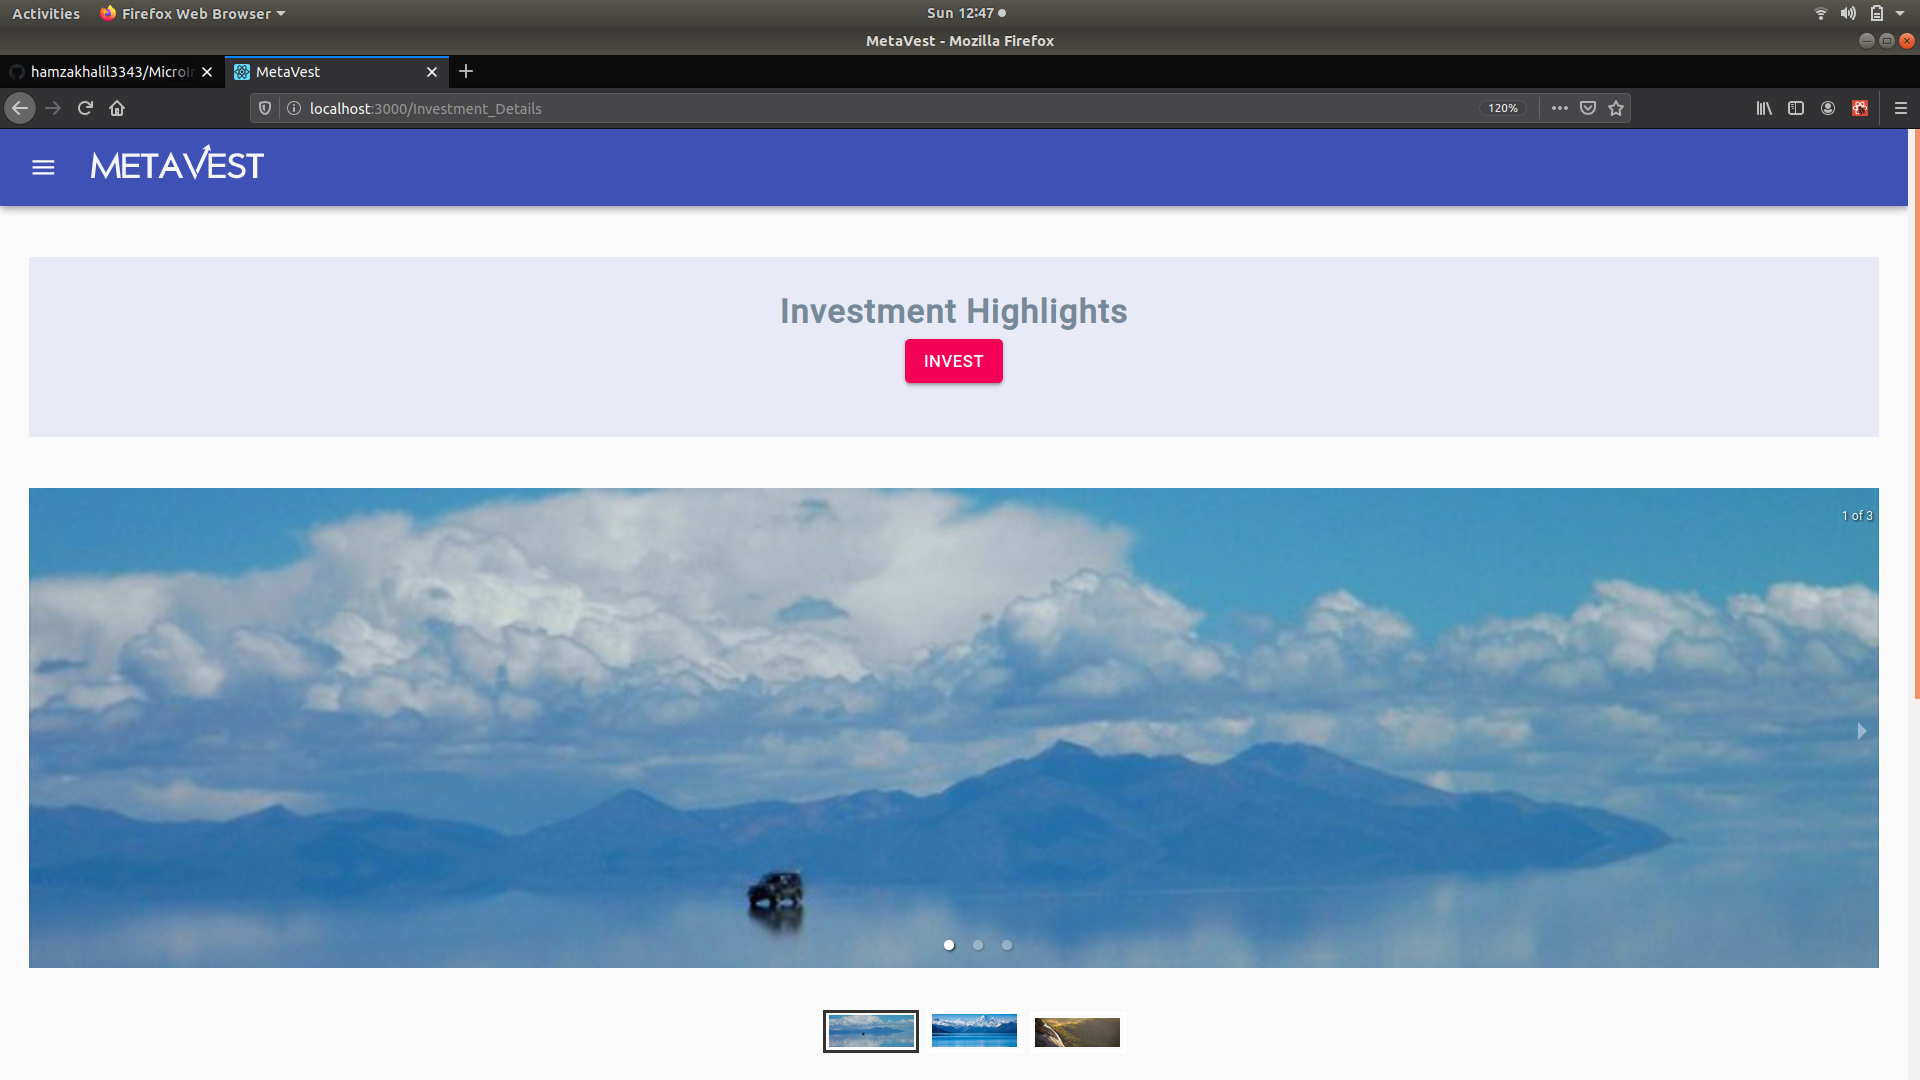 Activities Firefox Web Browser Sun 12:47
MetaVest - Mozilla Firefox
hamzakhalil3343/MicroIn MetaVest
localhost:3000/Investment_Details 120%
METAVEST
Investment Highlights
INVEST
1 of 3